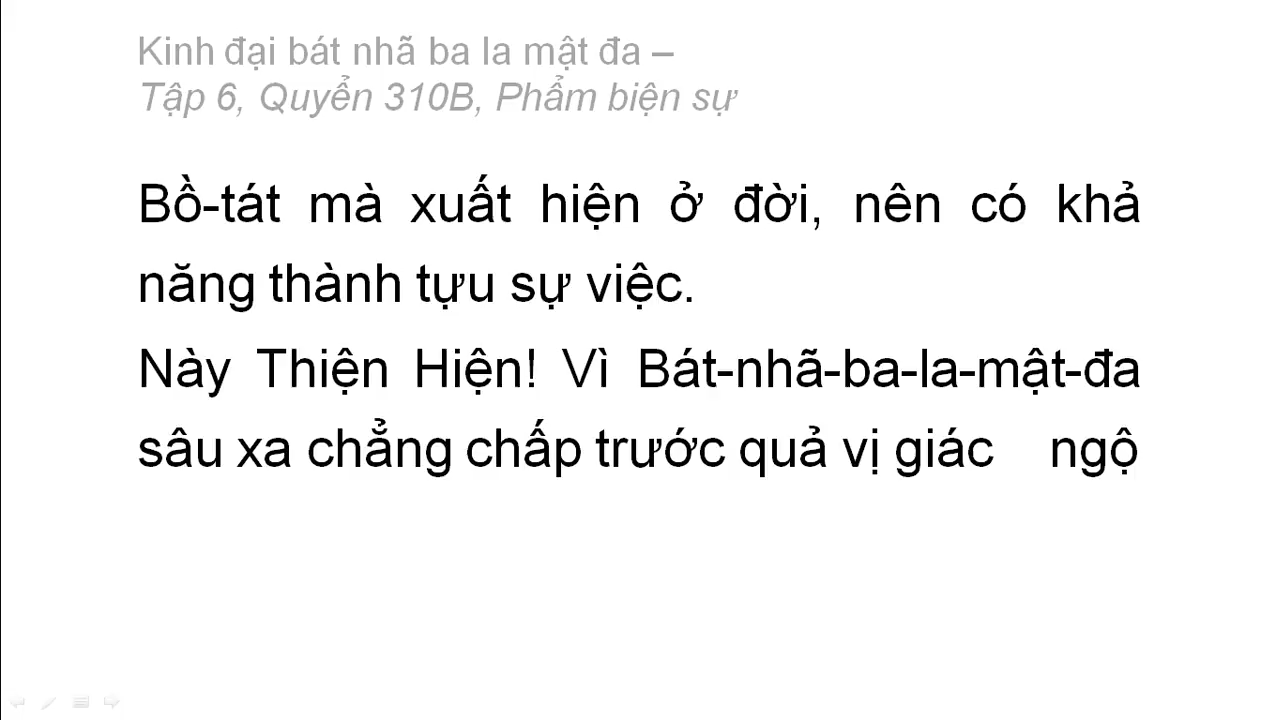 Kinh đại bát nhã ba la mật đa –
Tập 6, Quyển 310B, Phẩm biện sự
Bồ-tát mà xuất hiện ở đời, nên có khả
năng thành tựu sự việc.
Này Thiện Hiện! Vì Bát-nhã-ba-la-mật-đa
sâu xa chẳng chấp trước quả vị giác ngộ